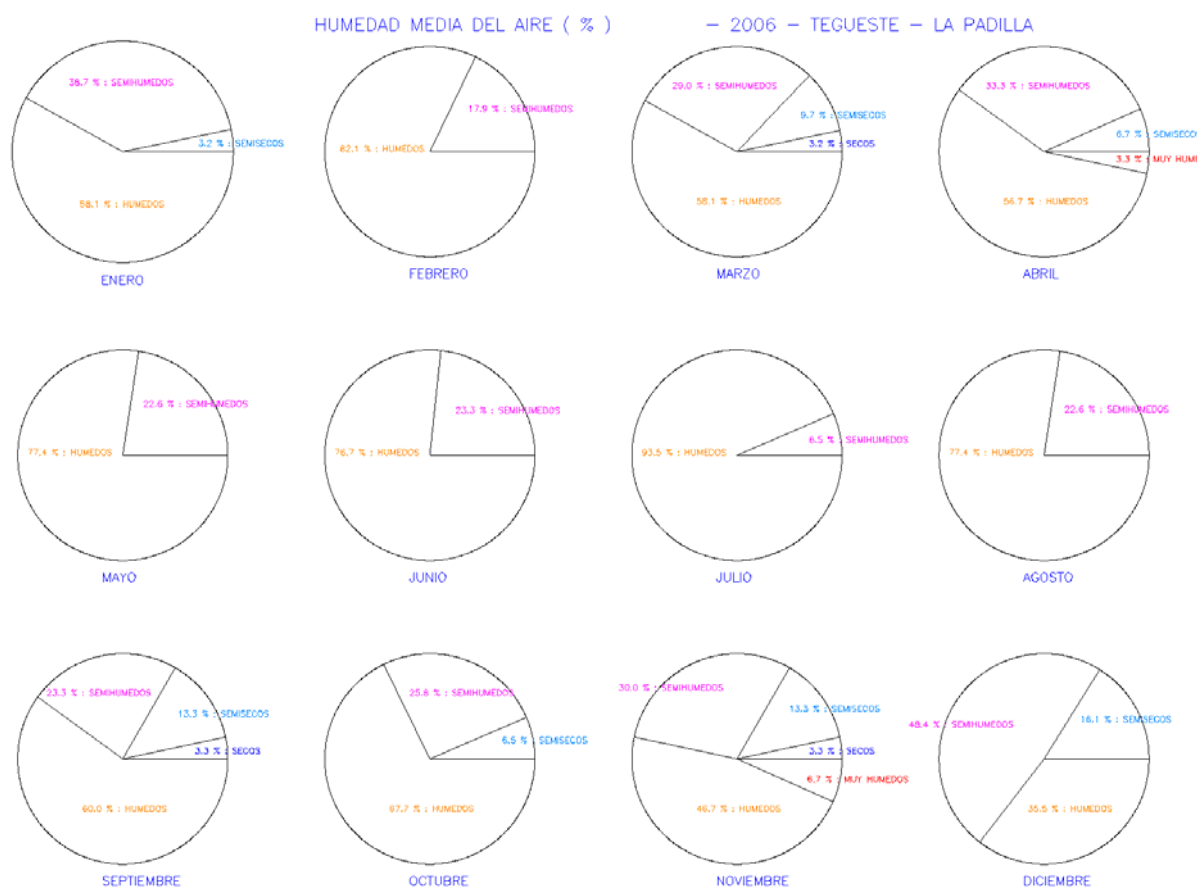 HUMEDAD MEDIA DEL AIRE ( % ) – 2006 – TEGUESTE – LA PADILLA
38.7 % : SEMIHUMEDOS
3.2 % : SEMISECOS
58.1 % : HUMEDOS
ENERO
17.9 % : SEMIHUMEDOS
82.1 % : HUMEDOS
FEBRERO
29.0 % : SEMIHUMEDOS
9.7 % : SEMISECOS
3.2 % : SECOS
58.1 % : HUMEDOS
MARZO
33.3 % : SEMIHUMEDOS
6.7 % : SEMISECO
3.3 % : MUY HUMI
56.7 % : HUMEDOS
ABRIL
22.6 % : SEMIHUMEDOS
77.4 % : HUMEDOS
MAYO
23.3 % : SEMIHUMEDOS
76.7 % : HUMEDOS
JUNIO
6.5 % : SEMIHUMEDOS
93.5 % : HUMEDOS
JULIO
22.6 % : SEMIHUMEDOS
77.4 % : HUMEDOS
AGOSTO
23.3 % : SEMIHUMEDOS
13.3 % : SEMISECOS
3.3 % : SECOS
60.0 % : HUMEDOS
SEPTIEMBRE
25.8 % : SEMIHUMEDOS
6.5 % : SEMISECOS
67.7 % : HUMEDOS
OCTUBRE
30.0 % : SEMIHUMEDOS
13.3 % : SEMISECOS
3.3 % : SECOS
6.7 % : MUY HUMEDOS
46.7 % : HUMEDOS
NOVIEMBRE
48.4 % : SEMIHUMEDOS
16.1 % : SEMISECOS
35.5 % : HUMEDOS
DICIEMBRE